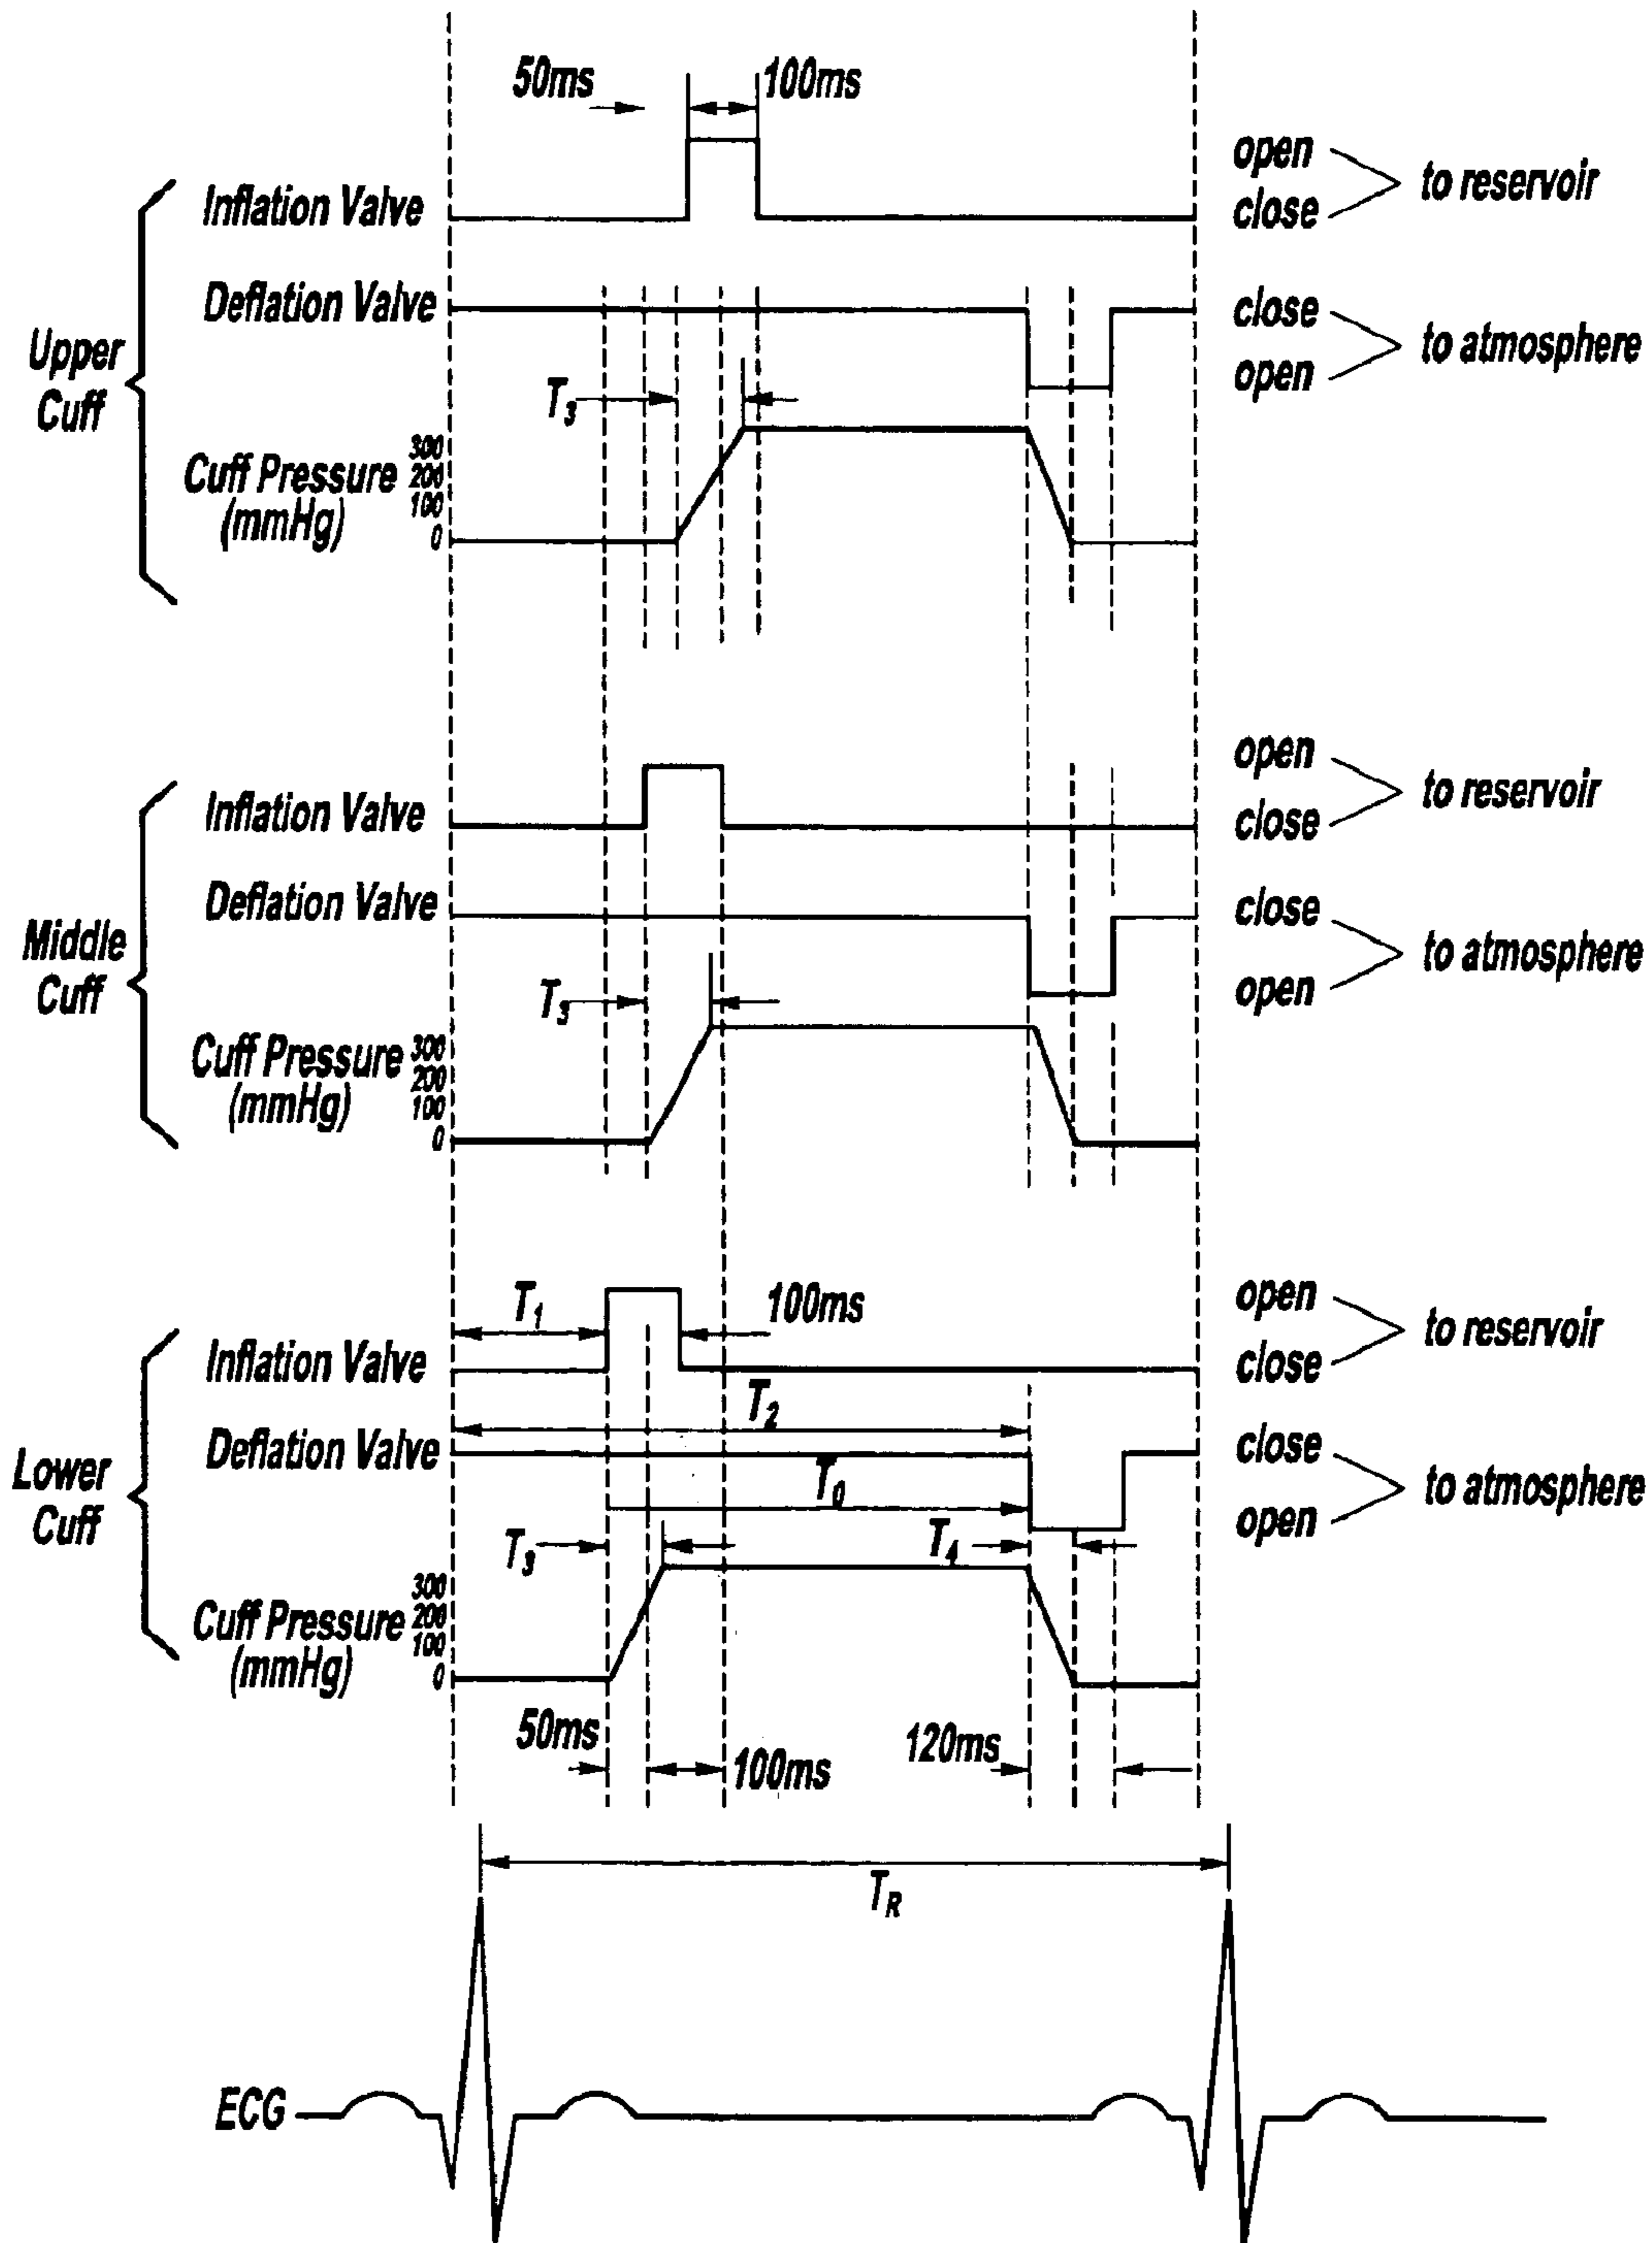 50ms 100ms
Inflation Valve
open
close
to reservoir
Deflation Valve
close
open
to atmosphere
Upper
Cuff
T3
Cuff Pressure
(mmHg)
300
200
100
0
Inflation Valve
open
close
to reservoir
Deflation Valve
close
open
to atmosphere
Middle
Cuff
T3
Cuff Pressure
(mmHg)
300
200
100
0
T1
100ms
Inflation Valve
open
close
to reservoir
T2
Deflation Valve
close
open
to atmosphere
Lower
Cuff
T0
T3
T4
Cuff Pressure
(mmHg)
300
200
100
0
50ms
100ms
120ms
TR
ECG